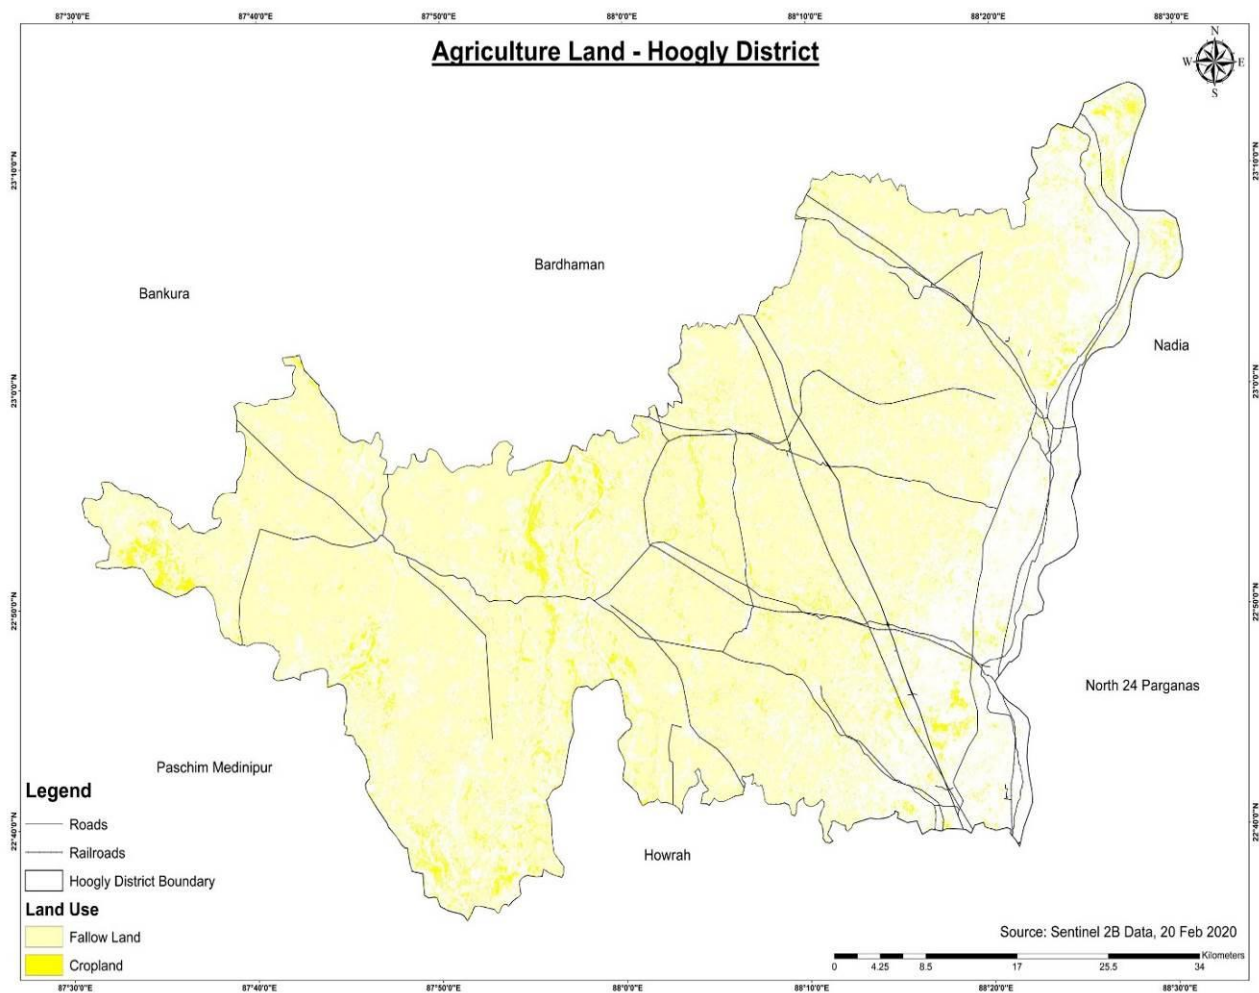 87°30'0"E 87°40'0"E 87°50'0"E 88°0'0"E 88°10'0"E 88°20'0"E 88°30'0"E
Agriculture Land - Hoogly District
N
W E
S
23°10'0"N 23°10'0"N
Bardhaman
Bankura
Nadia
23°0'0"N 23°0'0"N
22°50'0"N 22°50'0"N
North 24 Parganas
Paschim Medinipur
Legend
Roads
22°40'0"N 22°40'0"N
Railroads
Howrah
Hoogly District Boundary
Land Use
Fallow Land
Source: Sentinel 2B Data, 20 Feb 2020
Cropland
Kilometers
0 4.25 8.5 17 25.5 34
87°30'0"E 87°40'0"E 87°50'0"E 88°0'0"E 88°10'0"E 88°20'0"E 88°30'0"E